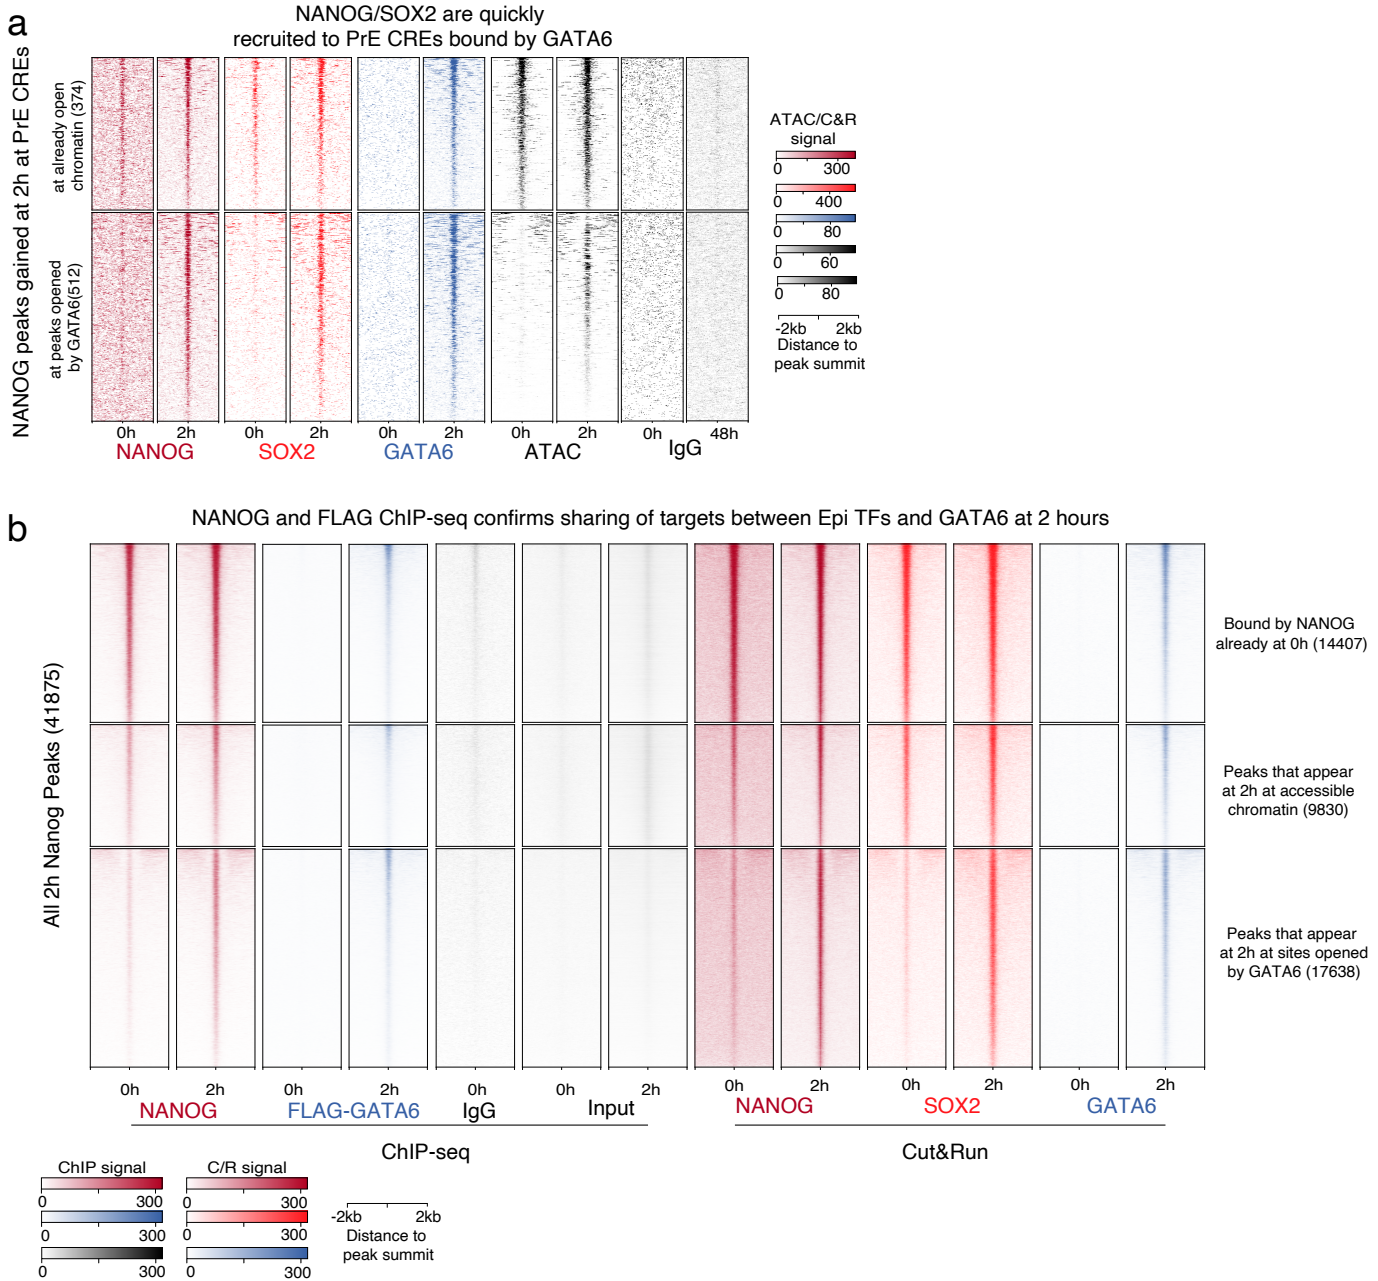 a
NANOG/SOX2 are quickly
recruited to PrE CREs bound by GATA6
NANOG peaks gained at 2h at PrE CREs
at already open
chromatin (374)
at peaks opened
by GATA6(512)
0h
2h
0h
2h
0h
2h
0h
2h
0h
48h
NANOG
SOX2
GATA6
ATAC
IgG
ATAC/C&R
signal
0
300
0
400
0
80
0
60
0
80
-2kb
2kb
Distance to
peak summit
b
NANOG and FLAG ChIP-seq confirms sharing of targets between Epi TFs and GATA6 at 2 hours
All 2h Nanog Peaks (41875)
Bound by NANOG
already at 0h (14407)
Peaks that appear
at 2h at accessible
chromatin (9830)
Peaks that appear
at 2h at sites opened
by GATA6 (17638)
0h
2h
0h
2h
0h
0h
2h
0h
2h
0h
2h
0h
2h
NANOG
FLAG-GATA6
IgG
Input
NANOG
SOX2
GATA6
ChIP-seq
Cut&Run
ChIP signal
0
300
0
300
0
300
C/R signal
0
300
0
300
0
300
-2kb
2kb
Distance to
peak summit